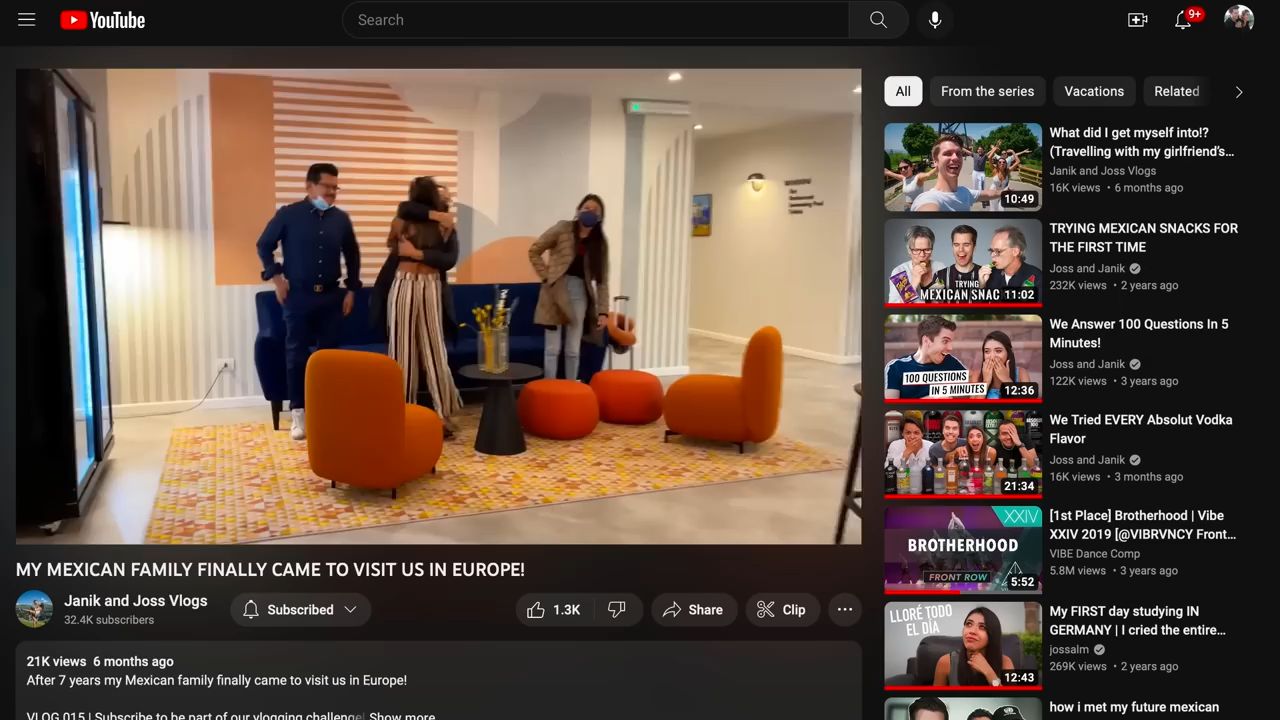 YouTube
Search
9+
MY MEXICAN FAMILY FINALLY CAME TO VISIT US IN EUROPE!
Janik and Joss Vlogs
32.4K subscribers
Subscribed
1.3K
Share
Clip
21K views 6 months ago
After 7 years my Mexican family finally came to visit us in Europe!
VLOG 015 | Subscribe to be part of our vlogging challenge! Show more
All
From the series
Vacations
Related
10:49
What did I get myself into!?
(Travelling with my girlfriend's...
Janik and Joss Vlogs
16K views • 6 months ago
TRYING
MEXICAN SNAC
11:02
TRYING MEXICAN SNACKS FOR
THE FIRST TIME
Joss and Janik
232K views • 2 years ago
100 QUESTIONS
IN 5 MINUTES
12:36
We Answer 100 Questions In 5
Minutes!
Joss and Janik
122K views • 3 years ago
21:34
We Tried EVERY Absolut Vodka
Flavor
Joss and Janik
16K views • 3 months ago
XXIV
BROTHERHOOD
FRONT ROW
5:52
[1st Place] Brotherhood | Vibe
XXIV 2019 [@VIBRVNCY Front...
VIBE Dance Comp
5.8M views • 3 years ago
LLORÉ TODO
EL DÍA
12:43
My FIRST day studying IN
GERMANY | I cried the entire...
jossalm
269K views • 2 years ago
how i met my future mexican